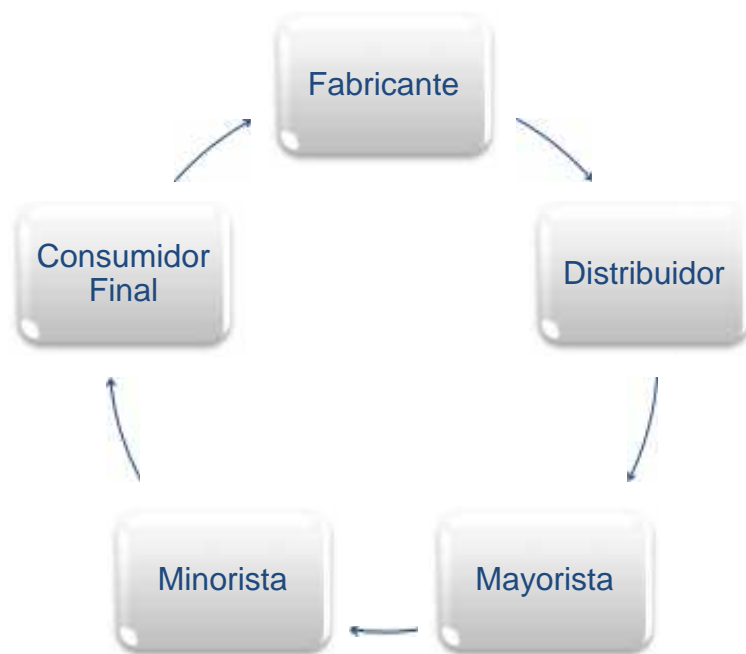 Fabricante
Distribuidor
Mayorista
Minorista
Consumidor
Final